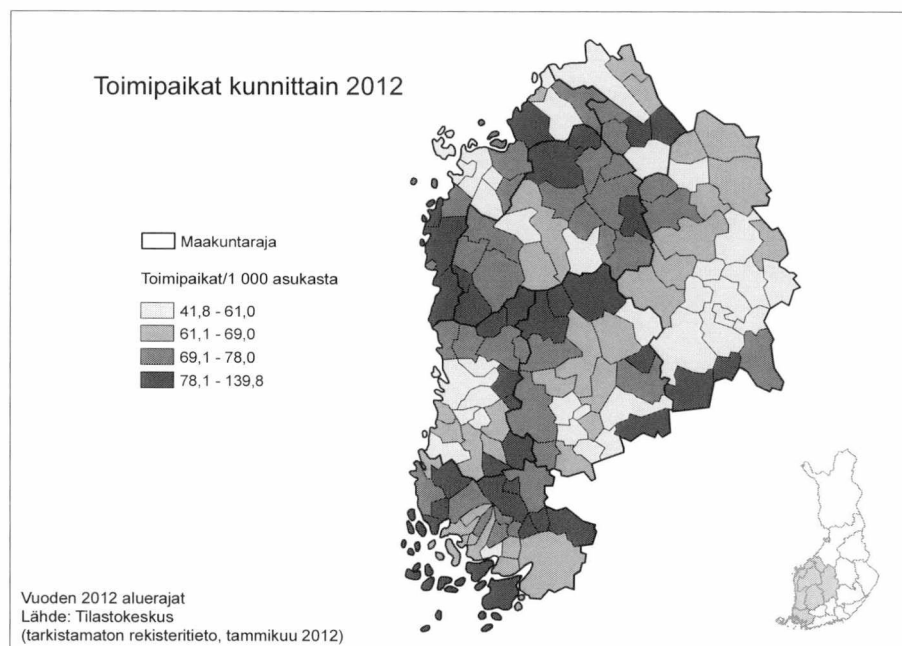 Toimipaikat kunnittain 2012
Maakuntaraja
Toimipaikat/1 000 asukasta
41,8 - 61,0
61,1 - 69,0
69,1 - 78,0
78,1 - 139,8
Vuoden 2012 aluerajat
Lähde: Tilastokeskus
(tarkistamaton rekisteritieto, tammikuu 2012)